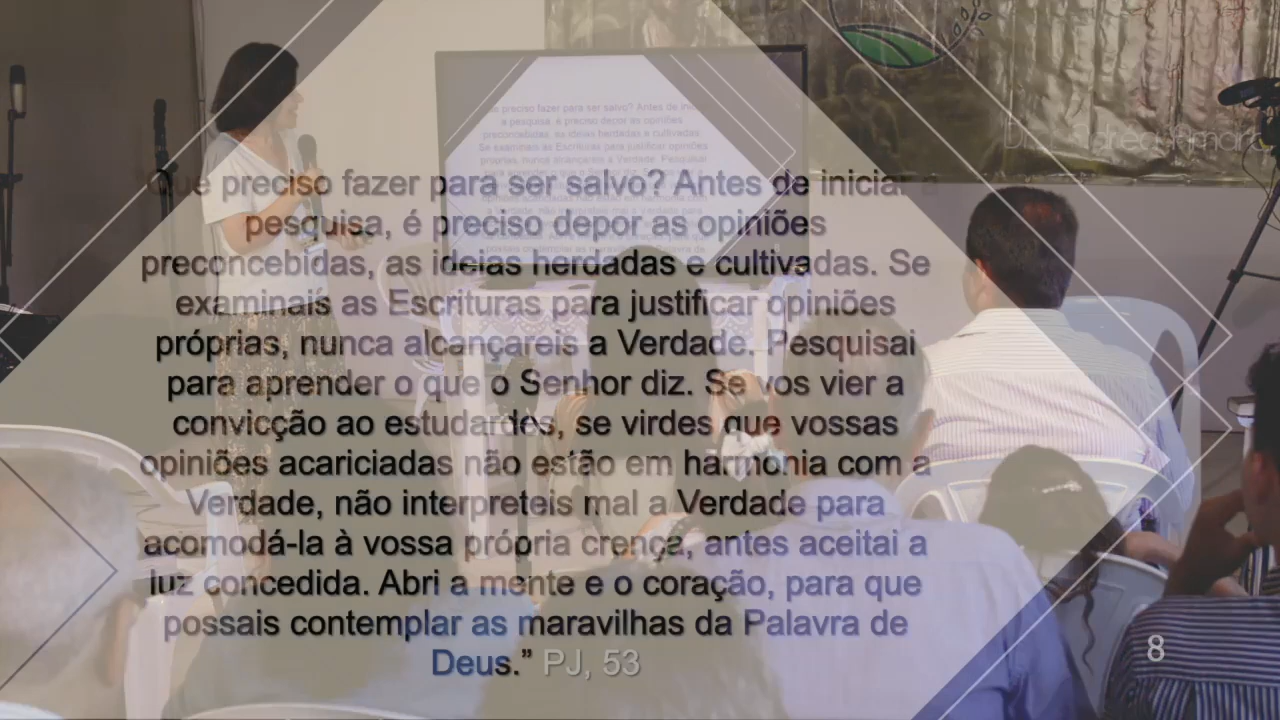 que preciso fazer para ser salvo? Antes de iniciar a
pesquisa, é preciso depor as opiniões
preconcebidas, as ideias herdadas e cultivadas. Se
examinais as Escrituras para justificar opiniões
próprias, nunca alcançareis a Verdade. Pesquisai
para aprender o que o Senhor diz. Se vos vier a
convicção ao estudardes, se virdes que vossas
opiniões acariciadas não estão em harmonia com a
Verdade, não interpreteis mal a Verdade para
acomodá-la à vossa própria crença, antes aceitai a
luz concedida. Abri a mente e o coração, para que
possais contemplar as maravilhas da Palavra de
Deus.” PJ, 53
8